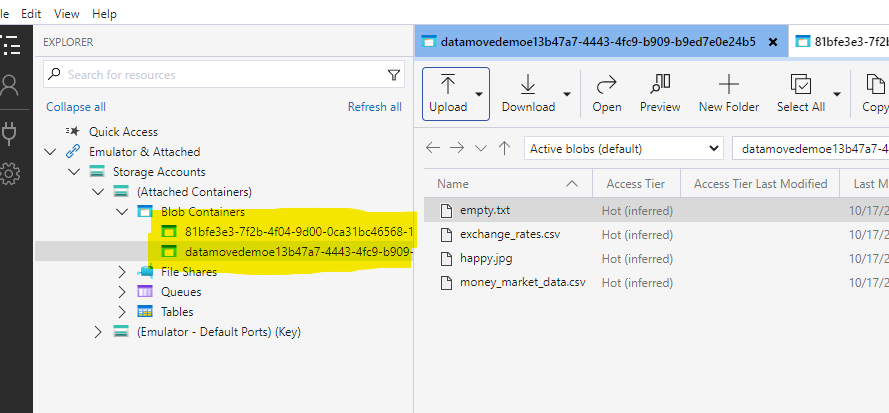 le Edit View Help
EXPLORER
Search for resources
Collapse all Refresh all
Quick Access
Emulator & Attached
Storage Accounts
(Attached Containers)
Blob Containers
81bfe3e3-7f2b-4f04-9d00-0ca31bc46568-1
datamovedemoe13b47a7-4443-4fc9-b909-
File Shares
Queues
Tables
(Emulator - Default Ports) (Key)
datamovedemoe13b47a7-4443-4fc9-b909-b9ed7e0e24b5 81bfe3e3-7f2b
Upload Download Open Preview New Folder Select All Copy
Active blobs (default) datamovedemoe13b47a7-4
Name Access Tier Access Tier Last Modified Last M
empty.txt Hot (inferred) 10/17/2
exchange_rates.csv Hot (inferred) 10/17/2
happy.jpg Hot (inferred) 10/17/2
money_market_data.csv Hot (inferred) 10/17/2